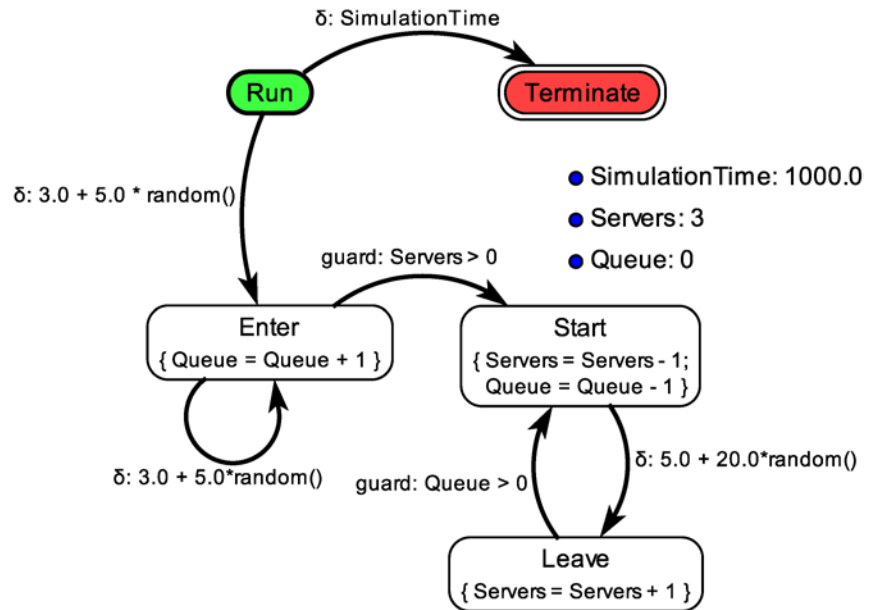 δ: SimulationTime
Run
Terminate
δ: 3.0 + 5.0 * random()
SimulationTime: 1000.0
Servers: 3
Queue: 0
guard: Servers > 0
Enter
{ Queue = Queue + 1 }
Start
{ Servers = Servers - 1;
Queue = Queue - 1 }
δ: 3.0 + 5.0*random()
guard: Queue > 0
δ: 5.0 + 20.0*random()
Leave
{ Servers = Servers + 1 }